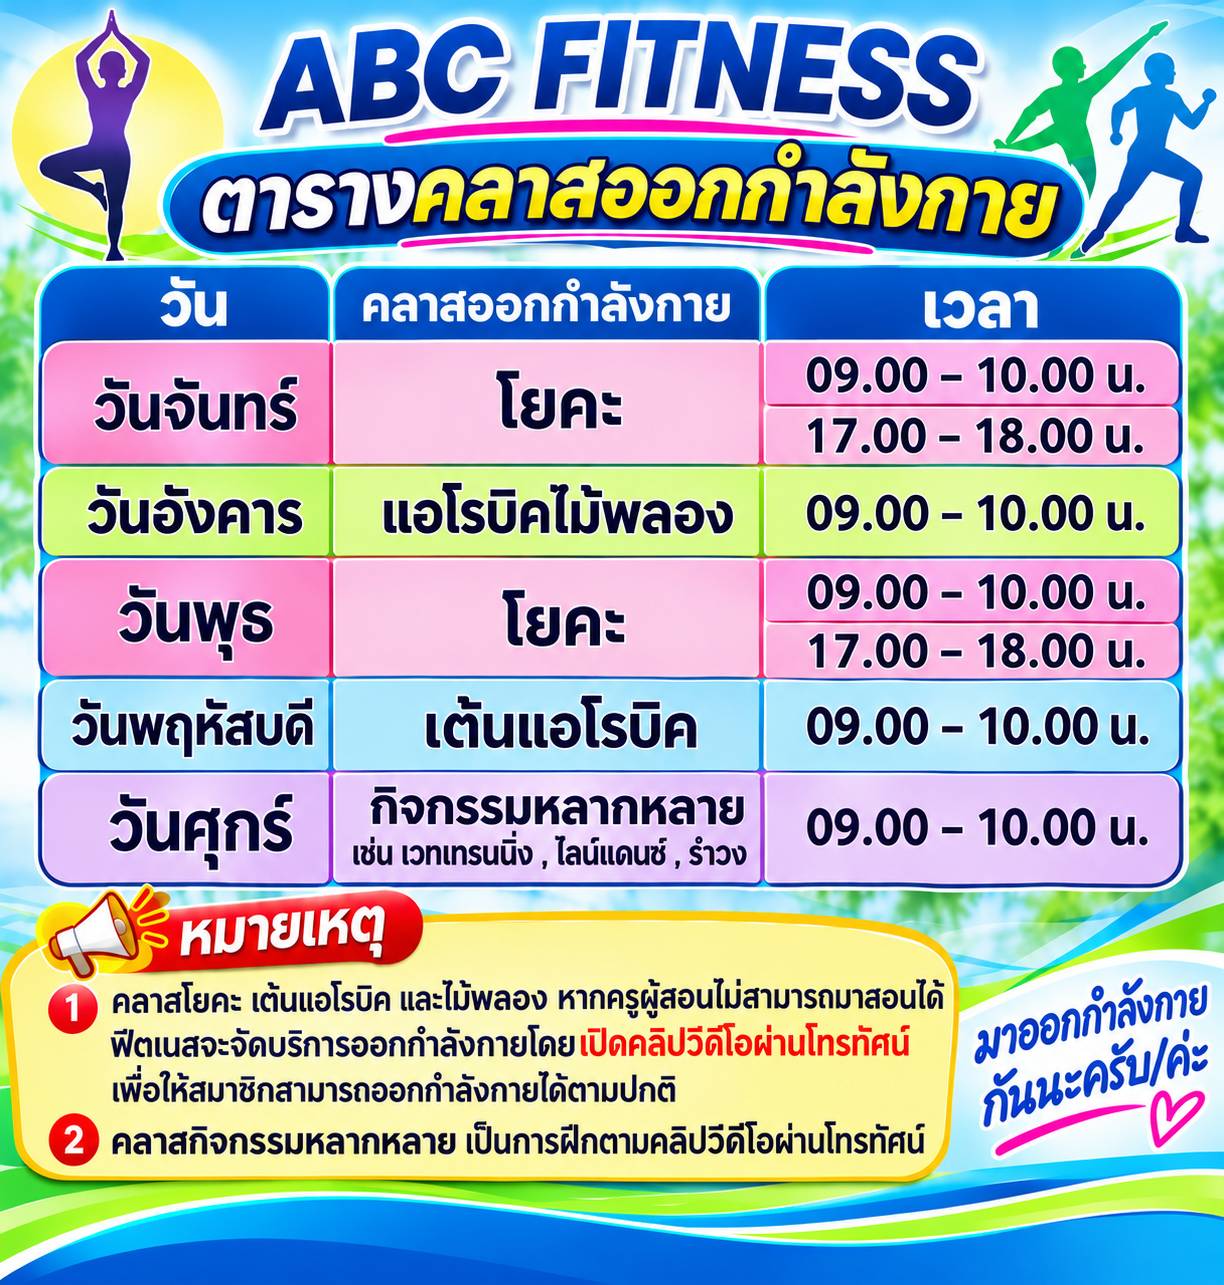 ABC FITNESS
ตารางคลาสออกกำลังกาย
วัน คลาสออกกำลังกาย เวลา
วันจันทร์ โยคะ 09.00 – 10.00 น.
17.00 – 18.00 น.
วันอังคาร แอโรบิคไม้พลอง 09.00 – 10.00 น.
วันพุธ โยคะ 09.00 – 10.00 น.
17.00 – 18.00 น.
วันพฤหัสบดี เต้นแอโรบิค 09.00 – 10.00 น.
วันศุกร์ กิจกรรมหลากหลาย 09.00 – 10.00 น.
เช่น เวทเทรนนิ่ง , ไลน์แดนซ์ , รำวง
หมายเหตุ
1 คลาสโยคะ เต้นแอโรบิค และไม้พลอง หากครูผู้สอนไม่สามารถมาสอนได้
ฟีตเนสจะจัดบริการออกกำลังกายโดยเปิดคลิปวีดีโอผ่านโทรทัศน์
เพื่อให้สมาชิกสามารถออกกำลังกายได้ตามปกติ
2 คลาสกิจกรรมหลากหลาย เป็นการฝึกตามคลิปวีดีโอผ่านโทรทัศน์
มาออกกำลังกาย
กันนะครับ/ค่ะ